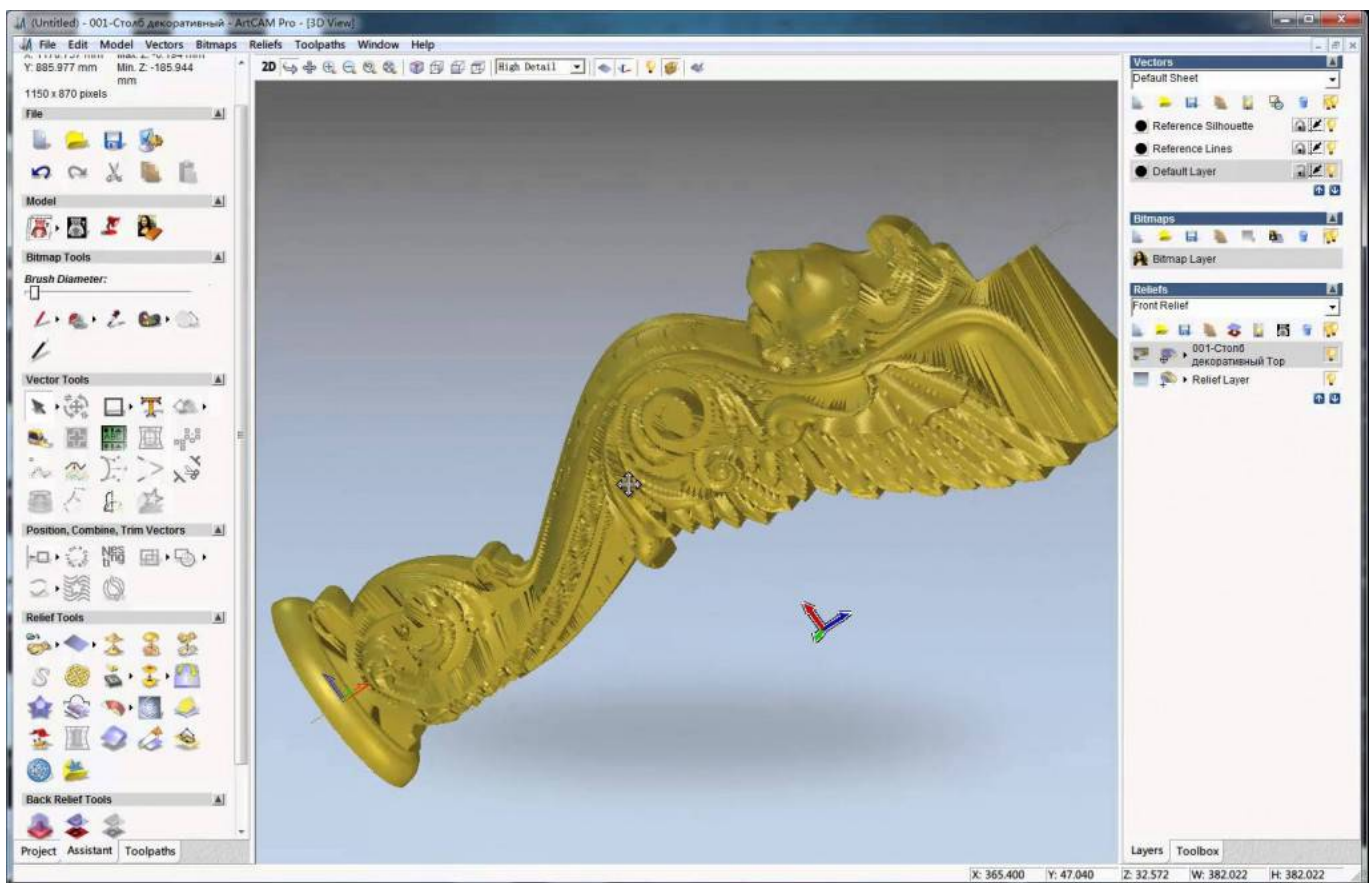 (Untitled) - 001-Столб декоративный - ArtCAM Pro - [3D View]
File Edit Model Vectors Bitmaps Reliefs Toolpaths Window Help
Y: 885.977 mm Min. Z: -185.944
mm
1150 x 870 pixels
File
Model
Bitmap Tools
Brush Diameter:
Vector Tools
Position, Combine, Trim Vectors
Relief Tools
Back Relief Tools
Project Assistant Toolpaths
2D High Detail
Vectors
Default Sheet
Reference Silhouette
Reference Lines
Default Layer
Bitmaps
Bitmap Layer
Reliefs
Front Relief
001-Столб
декоративный Top
Relief Layer
Layers Toolbox
X: 365.400 Y: 47.040 Z: 32.572 W: 382.022 H: 382.022